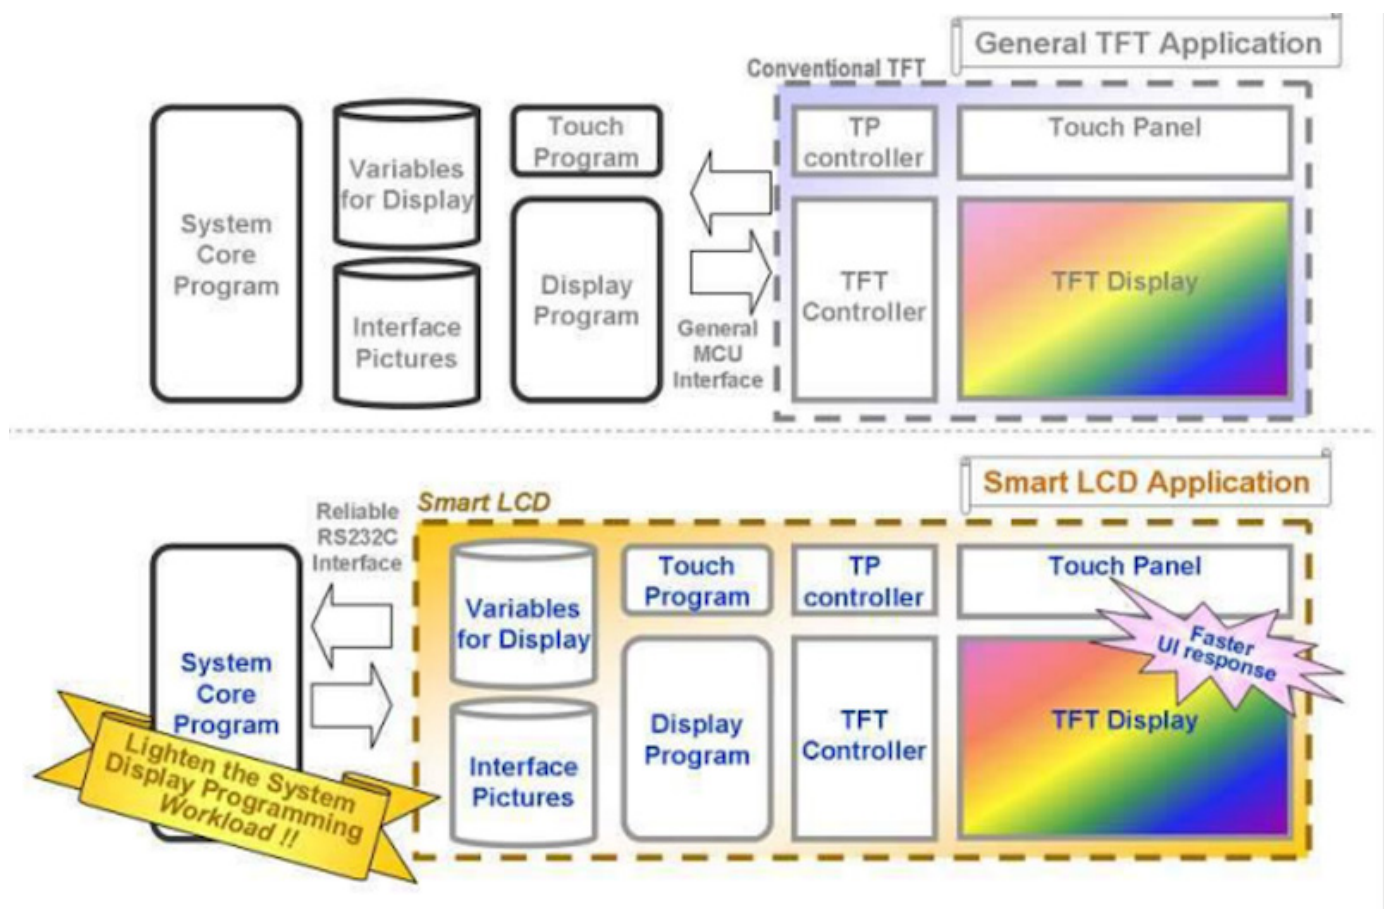 General TFT Application
Conventional TFT
System
Core
Program
Variables
for Display
Interface
Pictures
Touch
Program
Display
Program
General
MCU
Interface
TP
controller
TFT
Controller
Touch Panel
TFT Display
Smart LCD Application
Smart LCD
Reliable
RS232C
Interface
System
Core
Program
Lighten the System
Display Programming
Workload !!
Variables
for Display
Interface
Pictures
Touch
Program
Display
Program
TP
controller
TFT
Controller
Touch Panel
Faster
UI response
TFT Display